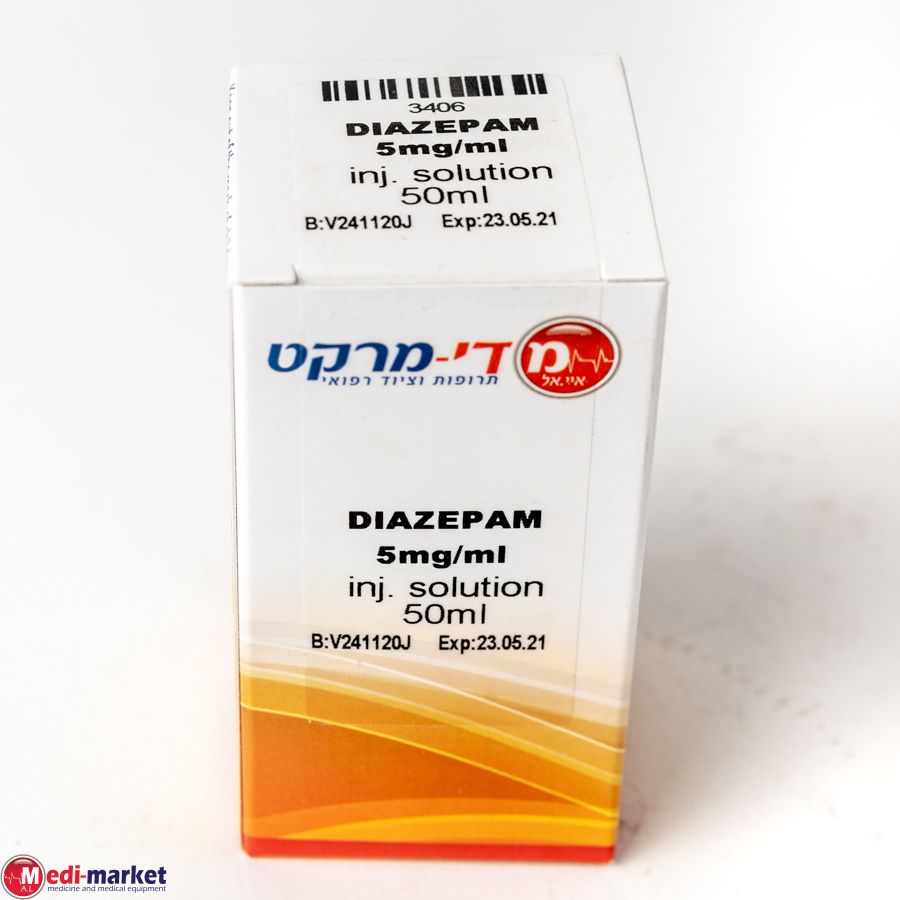 3406
DIAZEPAM
5mg/ml
inj. solution
50ml
B:V241120J Exp:23.05.21
מדי-מרקט
איי.אל
תרופות וציוד רפואי
DIAZEPAM
5mg/ml
inj. solution
50ml
B:V241120J Exp:23.05.21
Medi-market
A.L
medicine and medical equipment